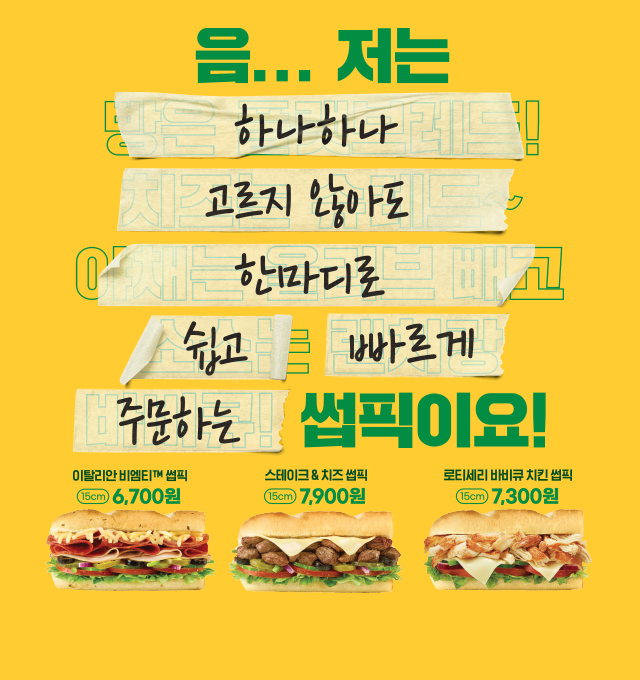 음... 저는
하나하나
고르지 않아도
한마디로
쉽고 빠르게
주문하는 썹픽이요!
이탈리안 비엠티™ 썹픽 스테이크 & 치즈 썹픽 로티세리 바비큐 치킨 썹픽
15cm 6,700원 15cm 7,900원 15cm 7,300원